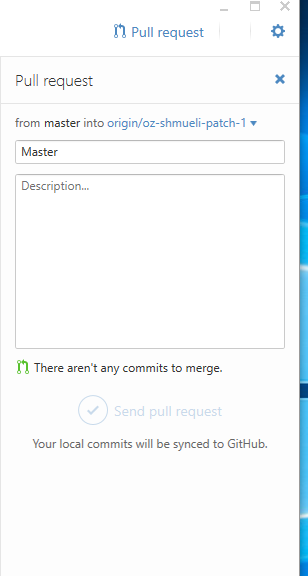 Pull request
Pull request
from master into origin/oz-shmueli-patch-1
Master
Description...
There aren't any commits to merge.
Send pull request
Your local commits will be synced to GitHub.